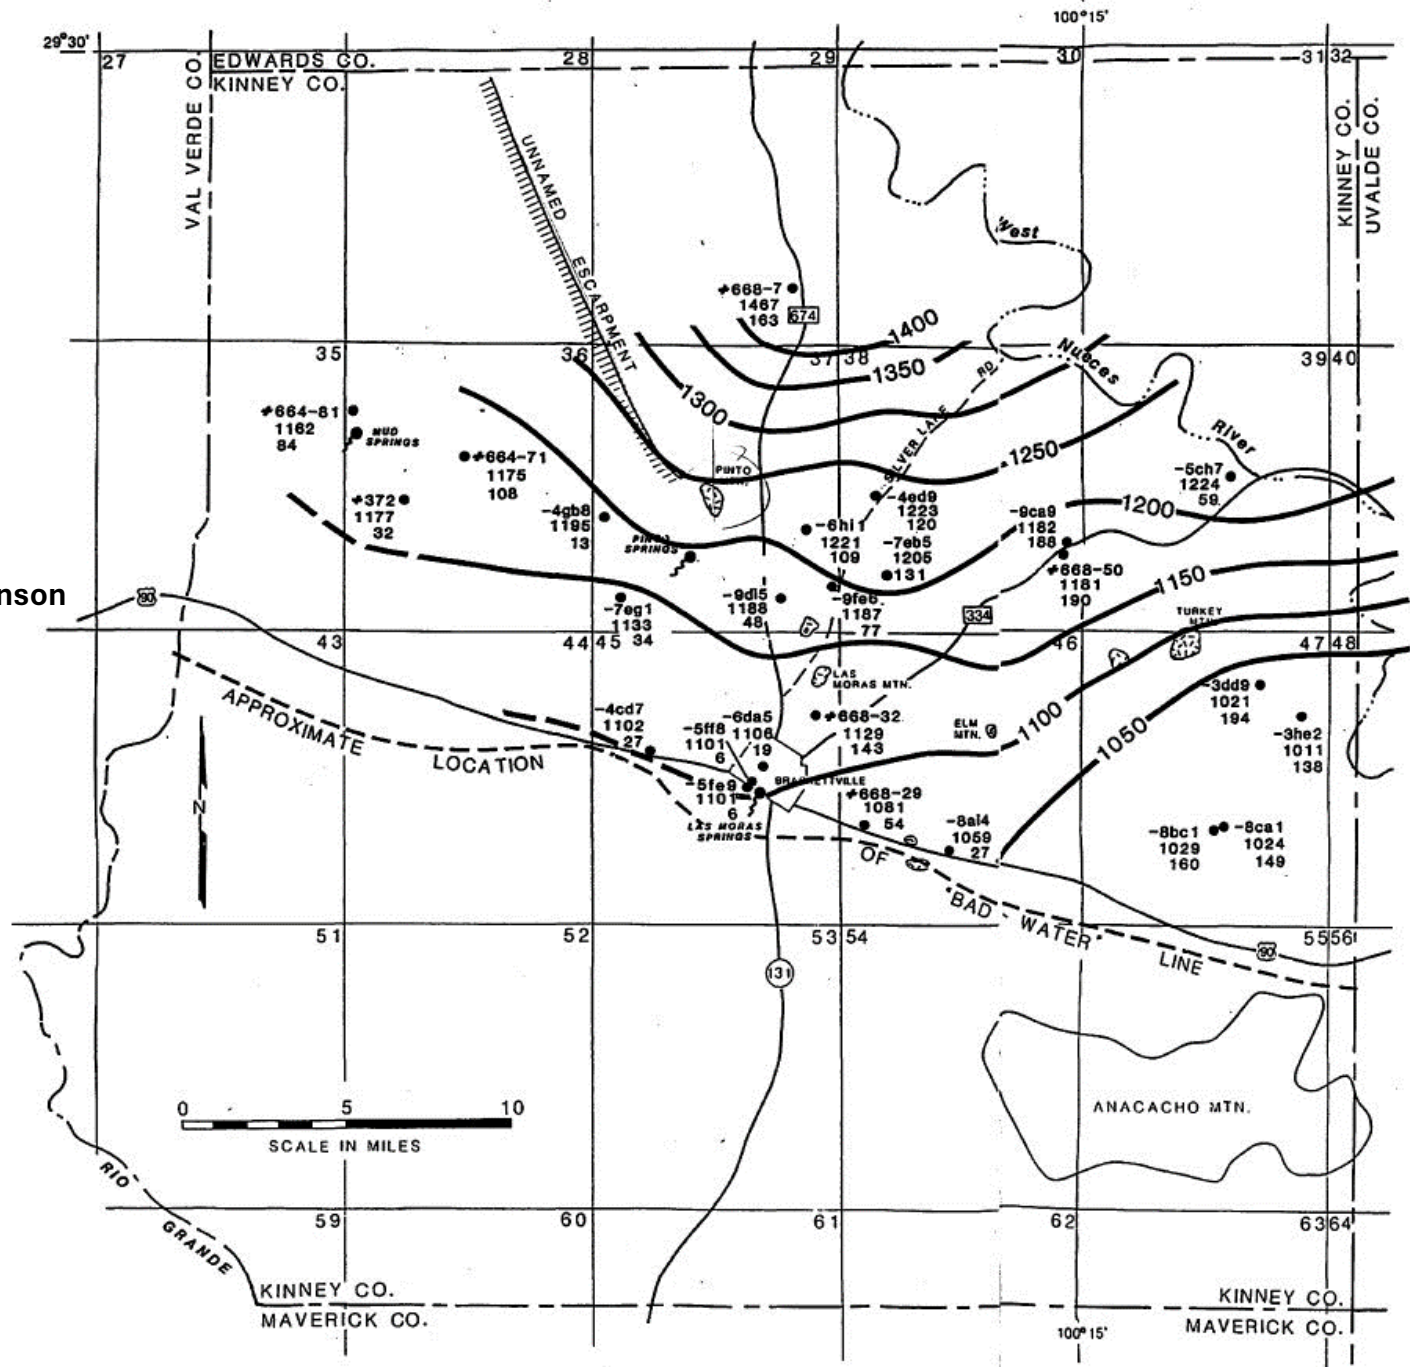 100°15'
29°30'
27
EDWARDS CO.
KINNEY CO.
28
29
30
31 32
VAL VERDE CO.
KINNEY CO.
UVALDE CO.
UNNAMED ESCARPMENT
West
Nueces
River
≠668-7
1467
163
674
1400
1350
1300
1250
1200
1150
1100
1050
35
36
37 38
39 40
SILVER LAKE RD
≠664-81
1162
84
MUD
SPRINGS
≠664-71
1175
108
≠372
1177
32
PINTO
-4gb8
1195
13
SPRINGS
-4ed9
1223
120
-6hi1
1221
109
-7eb5
1205
131
-9ca9
1182
188
-5ch7
1224
59
≠668-50
1181
190
nson
90
-7eg1
1133
34
-9dl5
1188
48
-9fe6
1187
77
334
TURKEY
MTN.
43
44 45
46
47 48
LAS
MORAS MTN.
-3dd9
1021
194
-3he2
1011
138
-4cd7
1102
27
-5ff8
1101
6
-6da5
1106
19
≠668-32
1129
143
ELM
MTN.
-5fe9
1101
6
BRACKETTVILLE
LAS MORAS
SPRINGS
≠668-29
1081
54
-8al4
1059
27
-8bc1
1029
160
-8ca1
1024
149
APPROXIMATE LOCATION OF BAD WATER LINE
N
51
52
53 54
55 56
131
90
0 5 10
SCALE IN MILES
ANACACHO MTN.
RIO GRANDE
59
60
61
62
63 64
KINNEY CO.
MAVERICK CO.
100°15'
KINNEY CO.
MAVERICK CO.